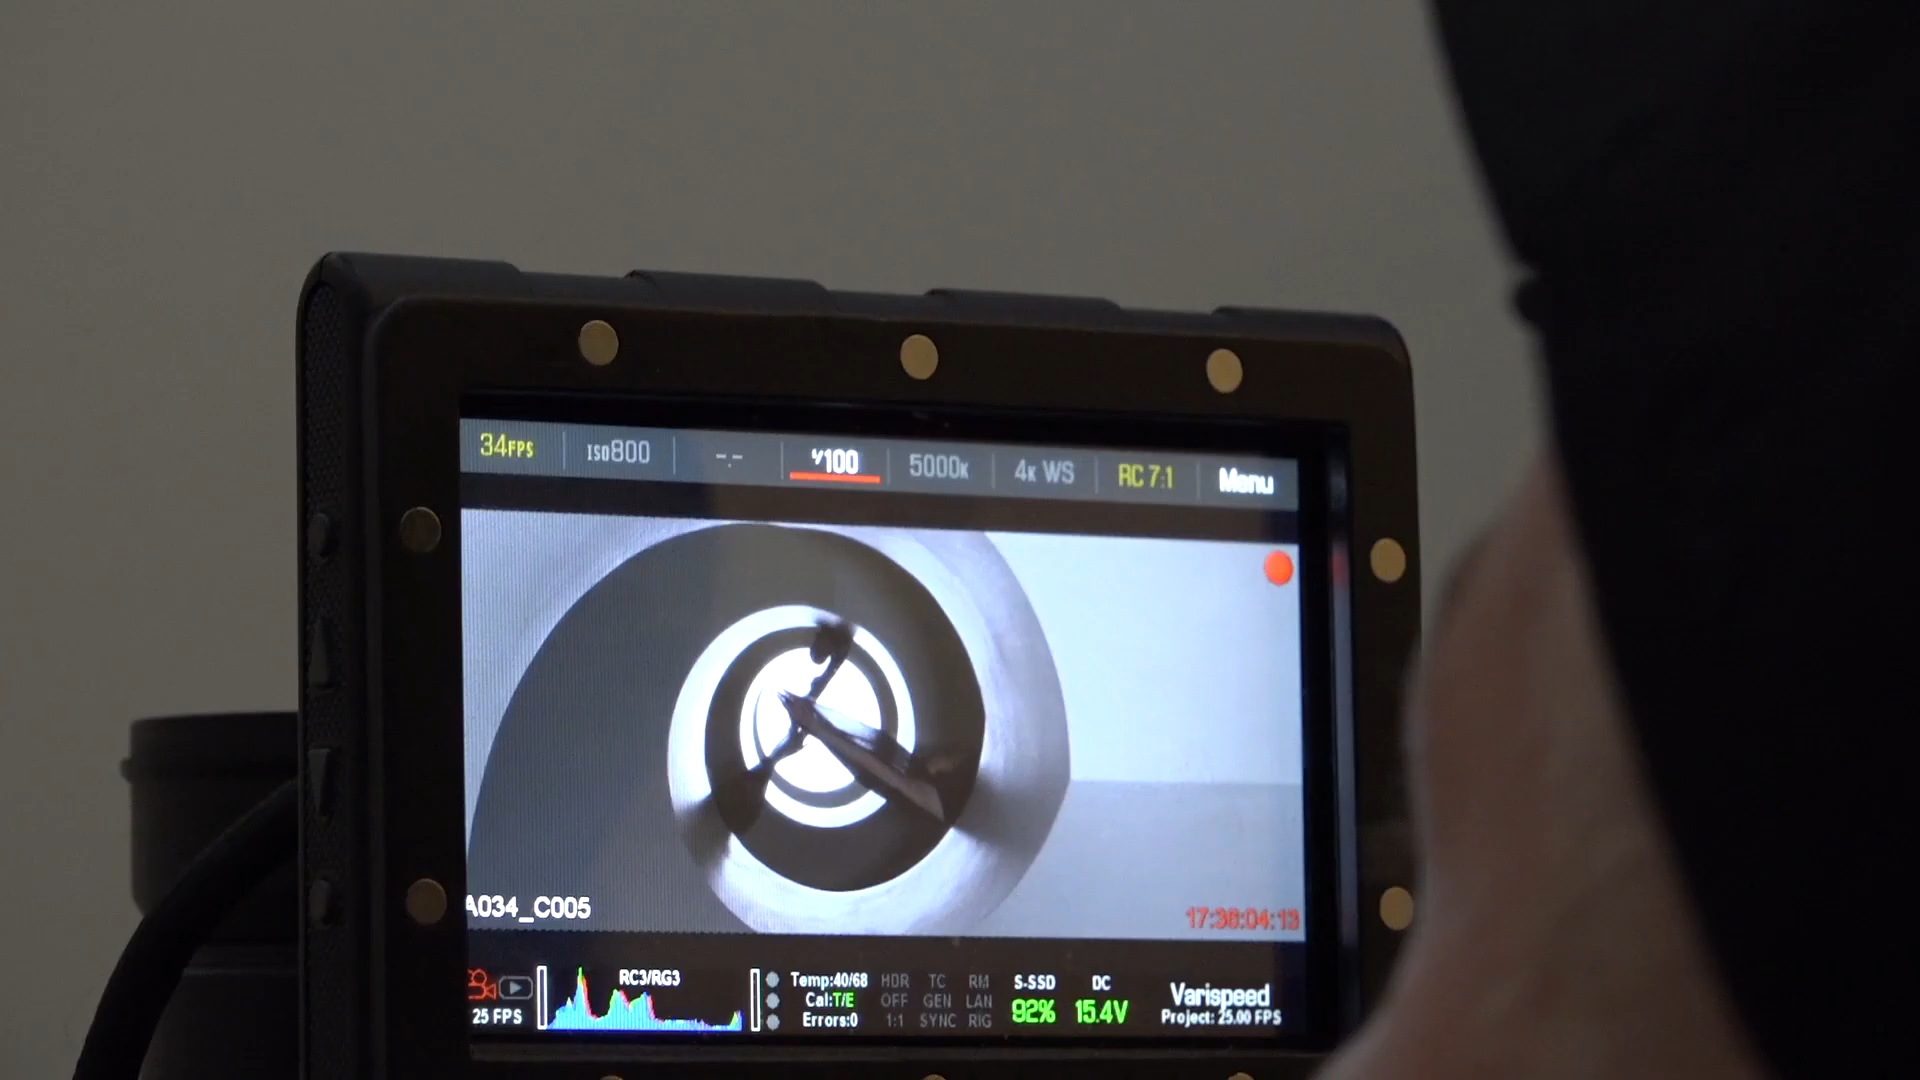 34FPS ISO800 -.- 1/100 5000K 4K WS RC 7:1 Menu
A034_C005
17:36:04:13
25 FPS
RC3/RG3
Temp:40/68
Cal:T/E
Errors:0
HDR TC RM
OFF GEN LAN
1:1 SYNC RIG
S-SSD
92%
DC
15.4V
Varispeed
Project: 25.00 FPS